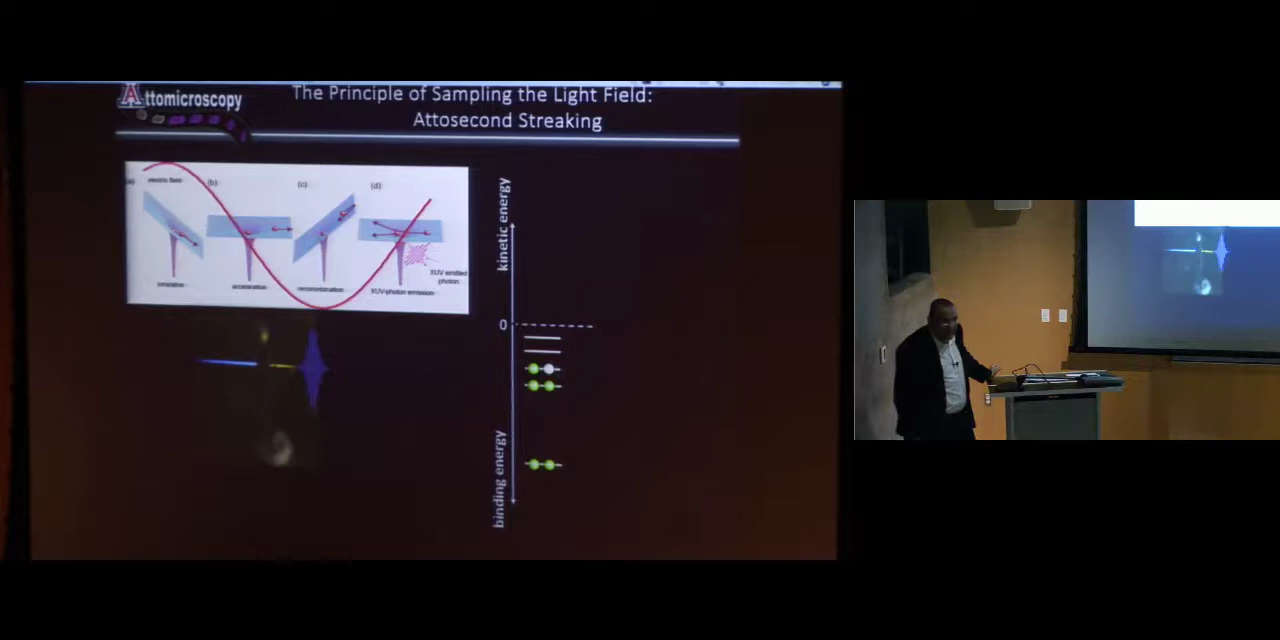 Attomicroscopy
The Principle of Sampling the Light Field:
Attosecond Streaking
(a)
electric field
(b)
(c)
(d)
ionization
acceleration
recombination
XUV-photon emission
XUV emitted
photon
kinetic energy
0
binding energy